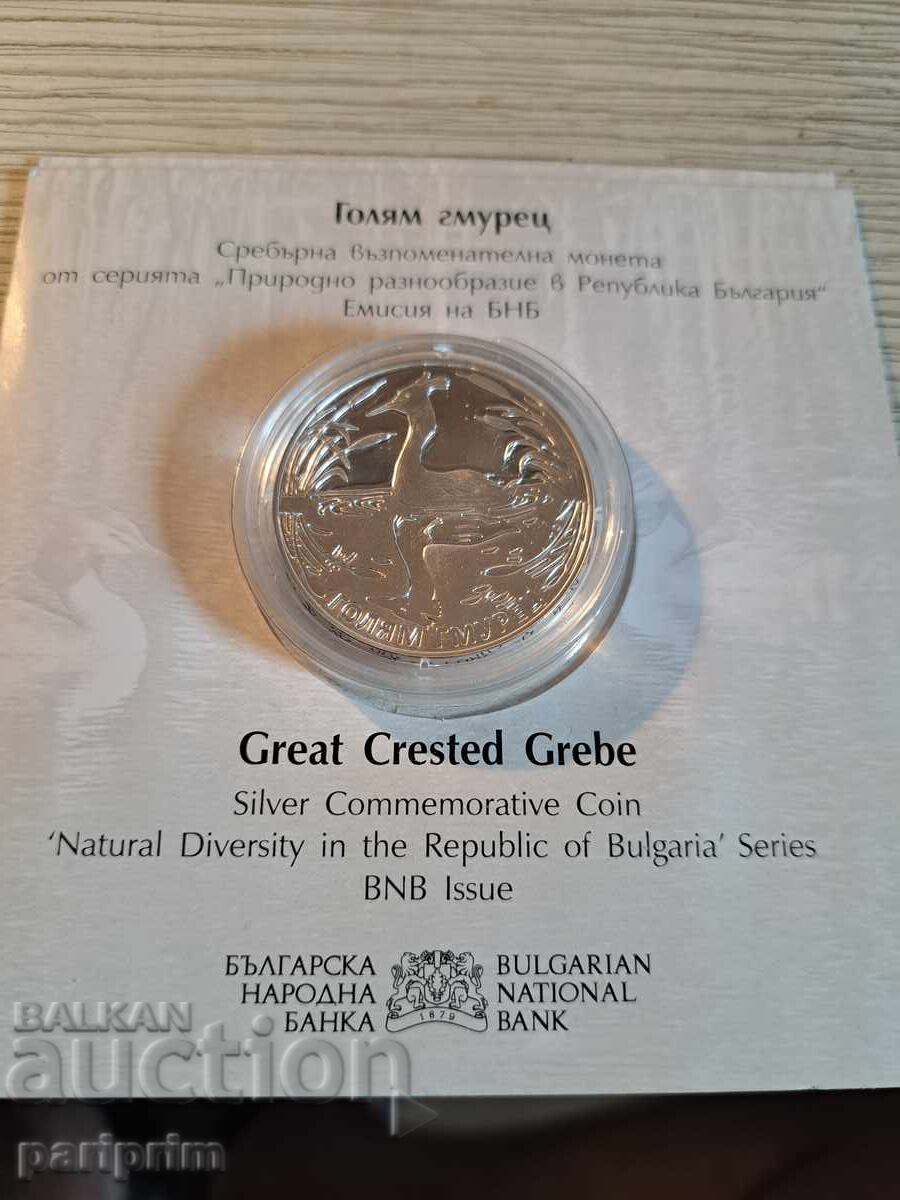 Голям гмурец
Сребърна възпоменателна монета
от серията „Природно разнообразие в Република България“
Емисия на БНБ
ГОЛЯМ ГМУРЕЦ
Great Crested Grebe
Silver Commemorative Coin
'Natural Diversity in the Republic of Bulgaria' Series
BNB Issue
БЪЛГАРСКА
НАРОДНА
БАНКА
1879
BULGARIAN
NATIONAL
BANK
BALKAN
auction
pariprim